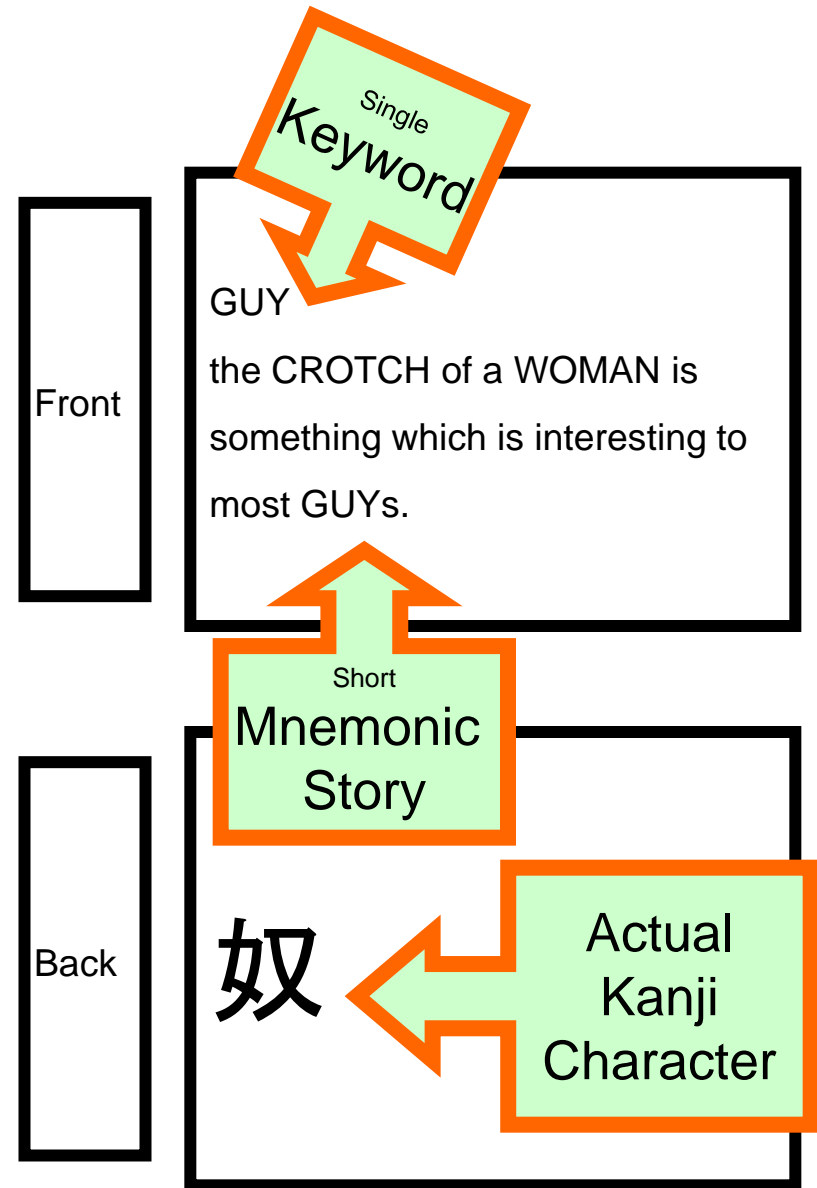 Single
Keyword
Front
GUY
the CROTCH of a WOMAN is
something which is interesting to
most GUYs.
Short
Mnemonic
Story
Back
奴
Actual
Kanji
Character